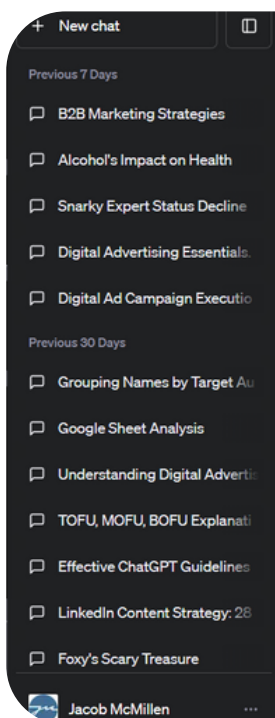 + New chat
Previous 7 Days
B2B Marketing Strategies
Alcohol's Impact on Health
Snarky Expert Status Decline
Digital Advertising Essentials.
Digital Ad Campaign Executio
Previous 30 Days
Grouping Names by Target Au
Google Sheet Analysis
Understanding Digital Advertis
TOFU, MOFU, BOFU Explanati
Effective ChatGPT Guidelines
LinkedIn Content Strategy: 28
Foxy's Scary Treasure
Jacob McMillen